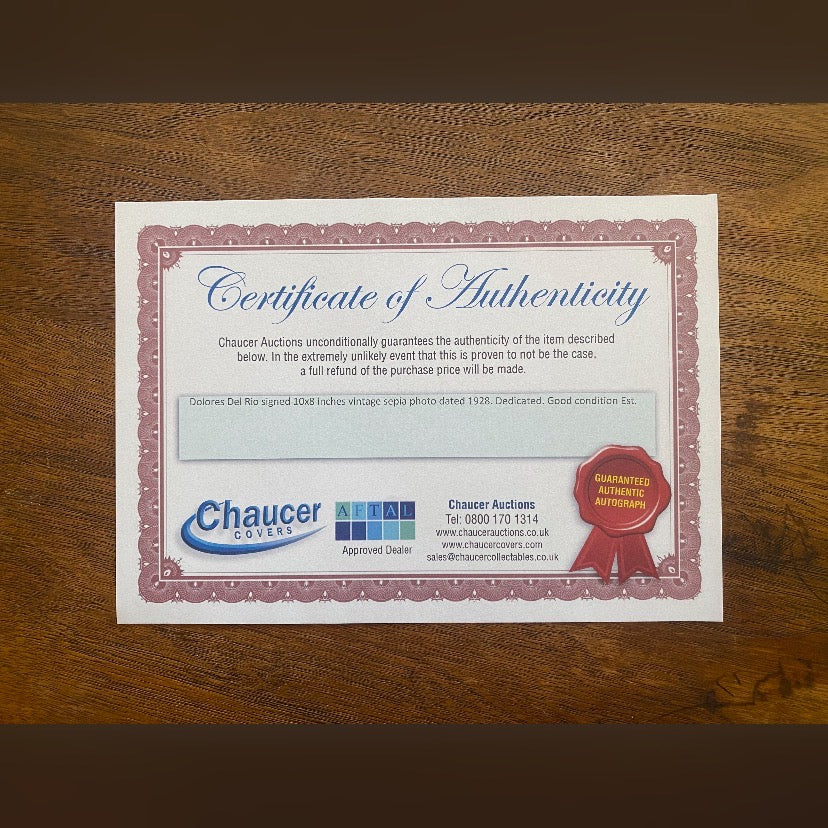 Certificate of Authenticity
Chaucer Auctions unconditionally guarantees the authenticity of the item described
below. In the extremely unlikely event that this is proven to not be the case,
a full refund of the purchase price will be made.
Dolores Del Rio signed 10x8 inches vintage sepia photo dated 1928. Dedicated. Good condition Est.
GUARANTEED
AUTHENTIC
AUTOGRAPH
Chaucer
COVERS
AFTAL
Approved Dealer
Chaucer Auctions
Tel: 0800 170 1314
www.chaucerauctions.co.uk
www.chaucercovers.com
sales@chaucercollectables.co.uk